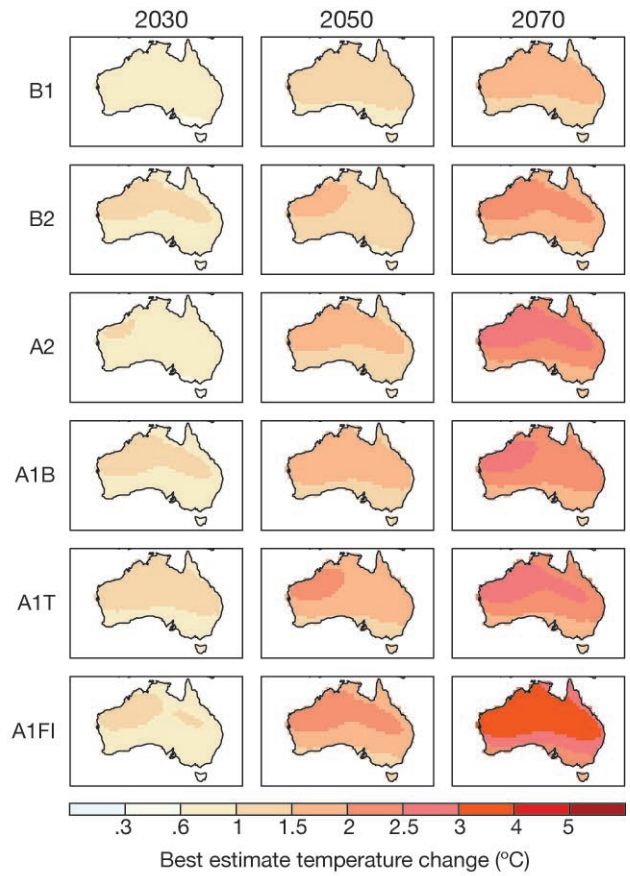 2030 2050 2070
B1
B2
A2
A1B
A1T
A1FI
.3 .6 1 1.5 2 2.5 3 4 5
Best estimate temperature change (ºC)